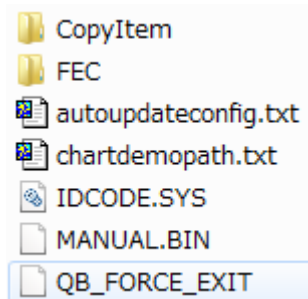 CopyItem
FEC
autoupdateconfig.txt
chartdemopath.txt
IDCODE.SYS
MANUAL.BIN
QB_FORCE_EXIT